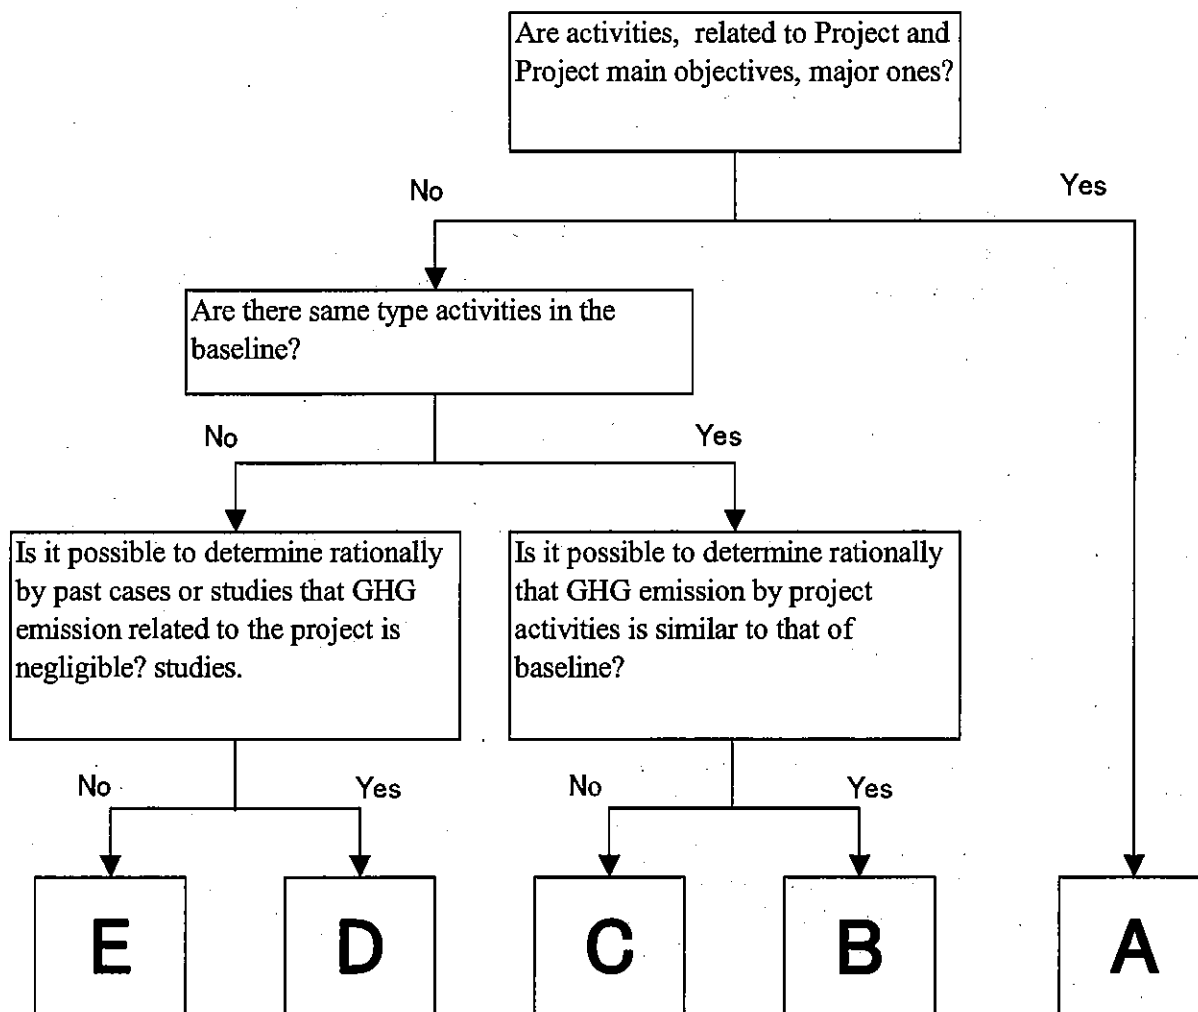 Are activities, related to Project and
Project main objectives, major ones?
No
Yes
Are there same type activities in the
baseline?
No
Yes
Is it possible to determine rationally
by past cases or studies that GHG
emission related to the project is
negligible? studies.
Is it possible to determine rationally
that GHG emission by project
activities is similar to that of
baseline?
No
Yes
No
Yes
E
D
C
B
A